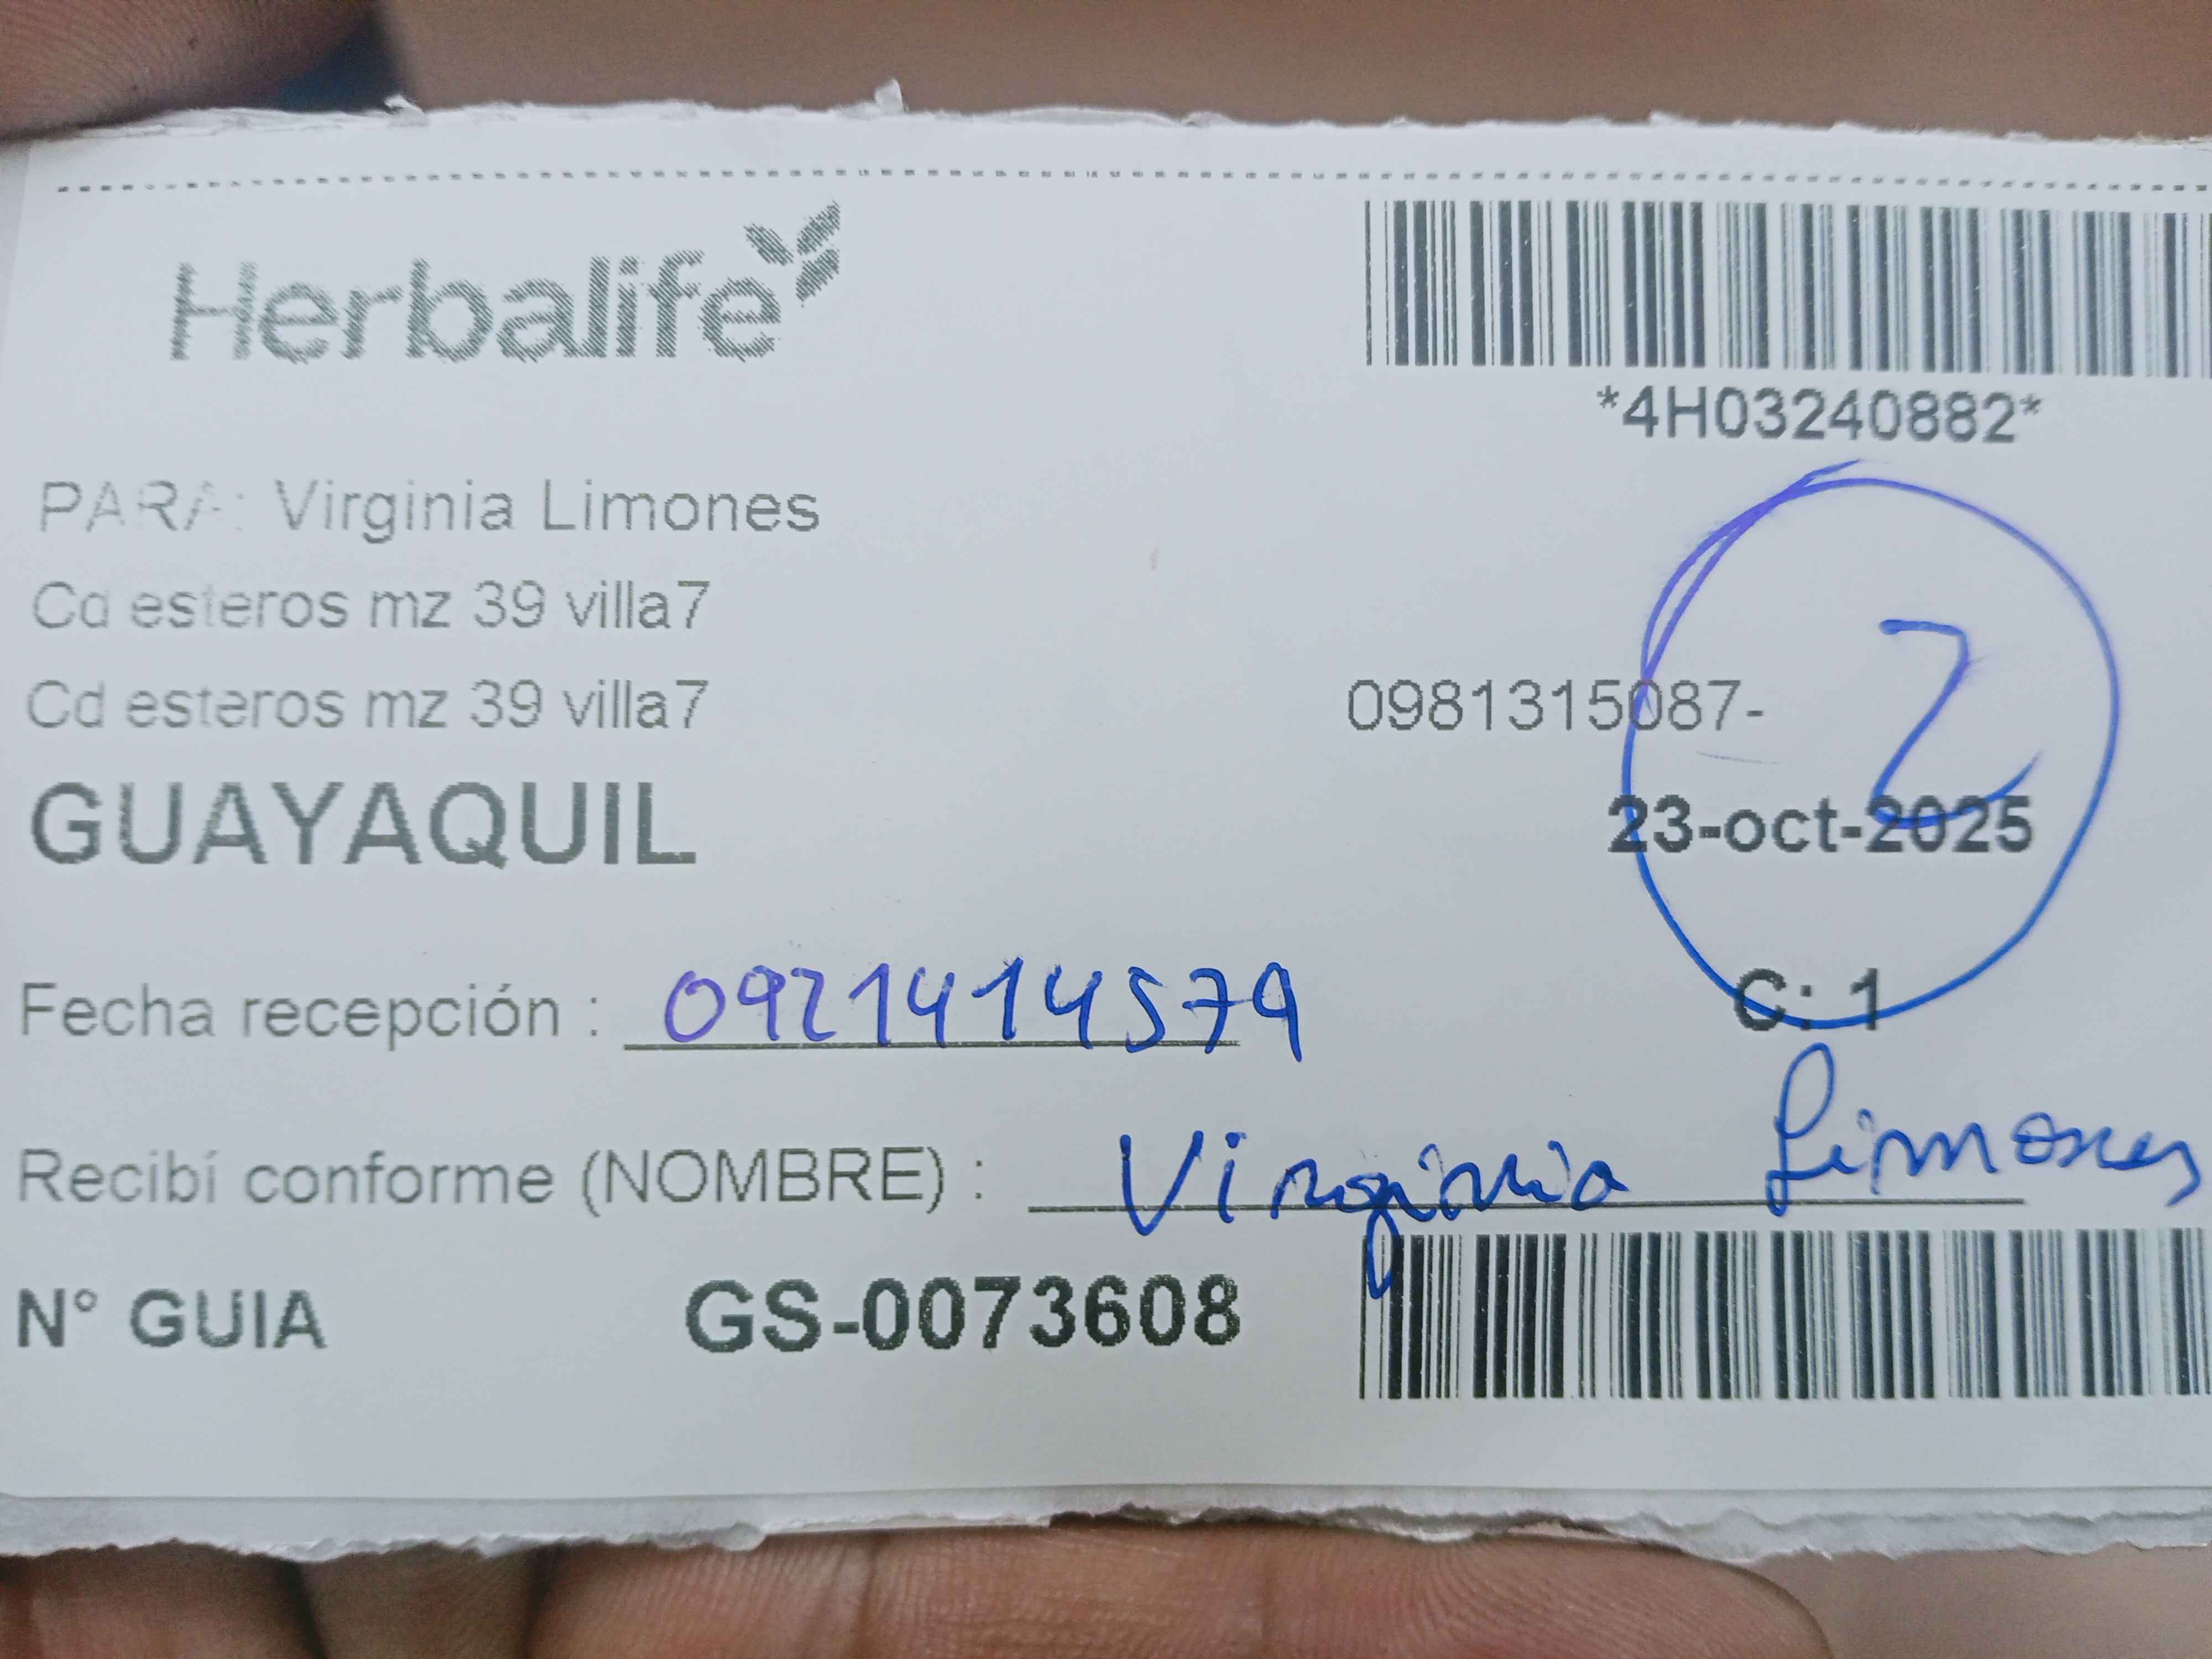 Herbalife
*4H03240882*
PARA: Virginia Limones
Cd esteros mz 39 villa7
Cd esteros mz 39 villa7
0981315087-
2
GUAYAQUIL
23-oct-2025
Fecha recepción : 0921414579
C: 1
Recibí conforme (NOMBRE) : Virginia Limones
N° GUIA GS-0073608